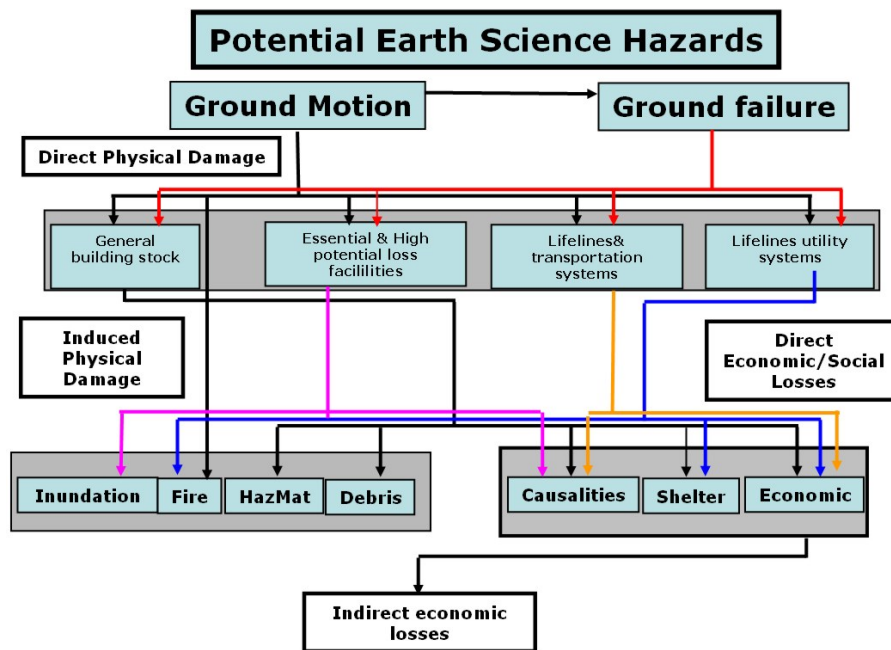 Potential Earth Science Hazards
Ground Motion
Ground failure
Direct Physical Damage
General
building stock
Essential & High
potential loss
facililities
Lifelines&
transportation
systems
Lifelines utility
systems
Induced
Physical
Damage
Direct
Economic/Social
Losses
Inundation
Fire
HazMat
Debris
Causalities
Shelter
Economic
Indirect economic
losses